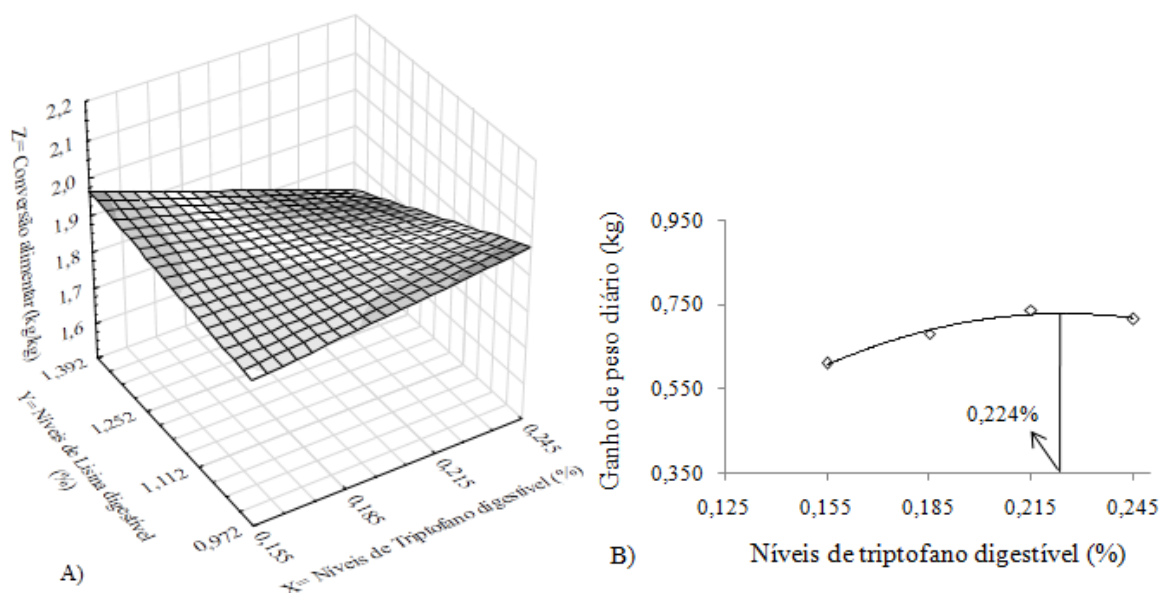 2,2
2,1
2,0
1,9
1,8
1,7
1,6
Z= Conversão alimentar (kg/kg)
1,392
1,252
1,112
0,972
Y= Níveis de Lisina digestível
(%)
0,155
0,185
0,215
0,245
X= Níveis de Triptofano digestível (%)
A)
Ganho de peso diário (kg)
0,950
0,750
0,550
0,350
0,224%
0,125 0,155 0,185 0,215 0,245
Níveis de triptofano digestível (%)
B)